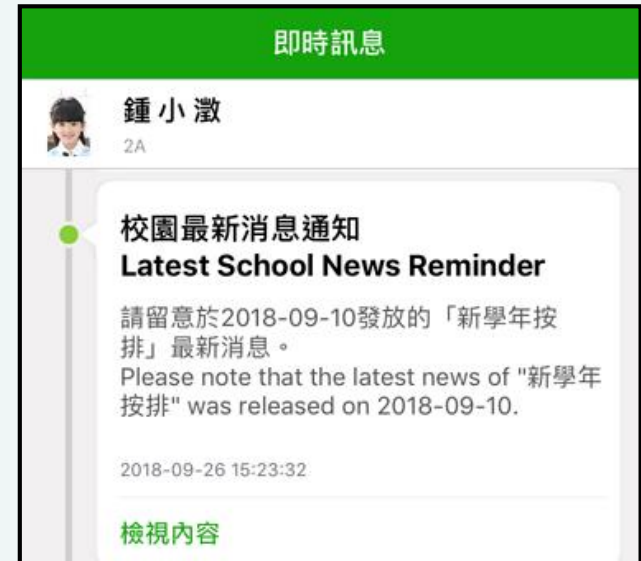 即時訊息
鍾小澂
2A
校園最新消息通知
Latest School News Reminder
請留意於2018-09-10發放的「新學年按
排」最新消息。
Please note that the latest news of "新學年
按排" was released on 2018-09-10.
2018-09-26 15:23:32
檢視內容